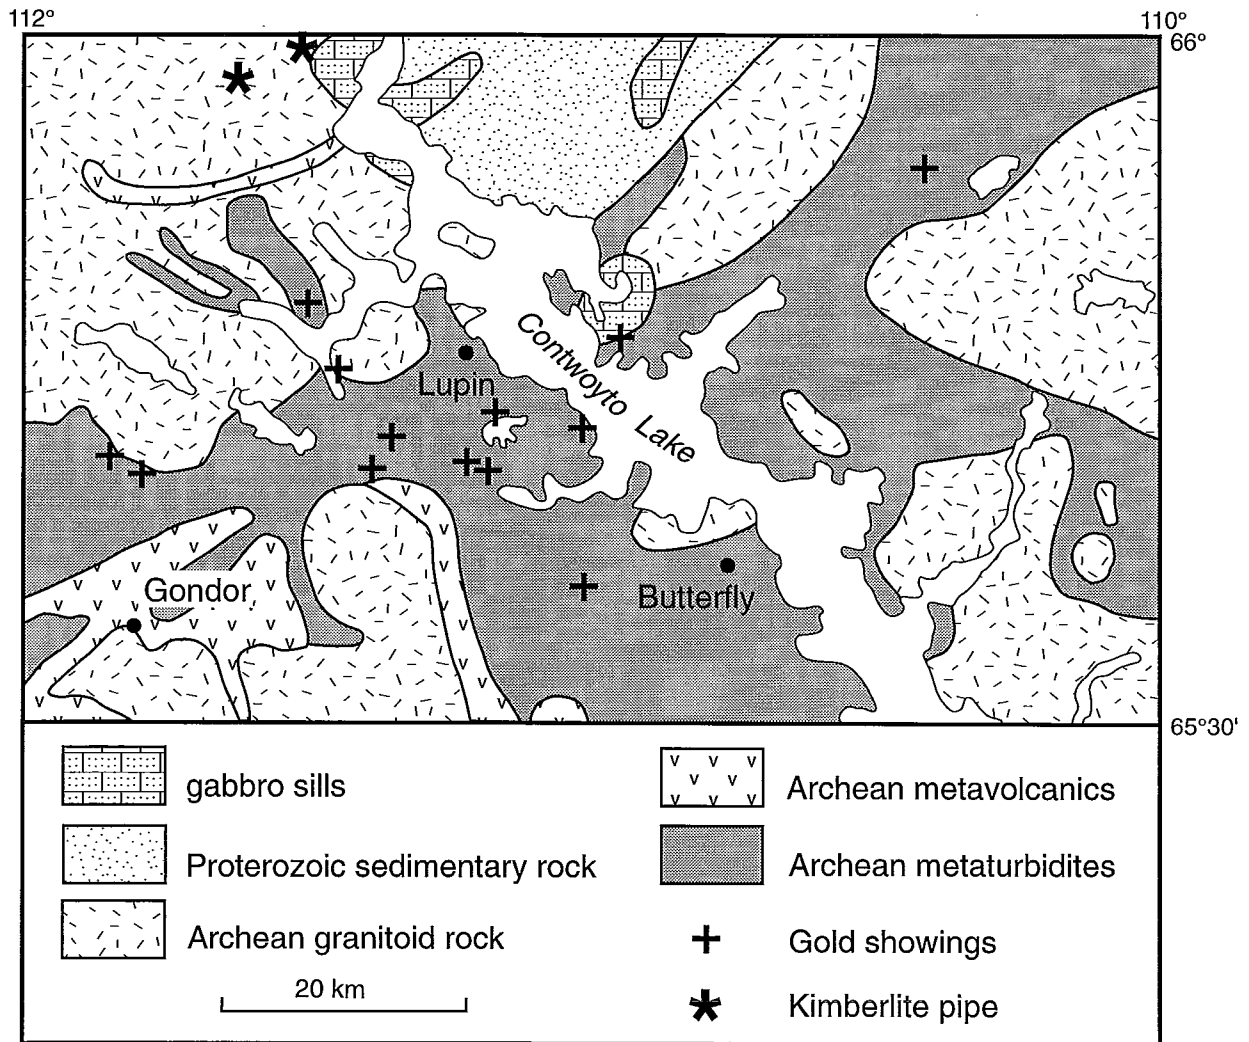 112°
110°
66°
Contwoyto Lake
Lupin
Gondor
Butterfly
65°30'
gabbro sills
Archean metavolcanics
Proterozoic sedimentary rock
Archean metaturbidites
Archean granitoid rock
Gold showings
20 km
Kimberlite pipe